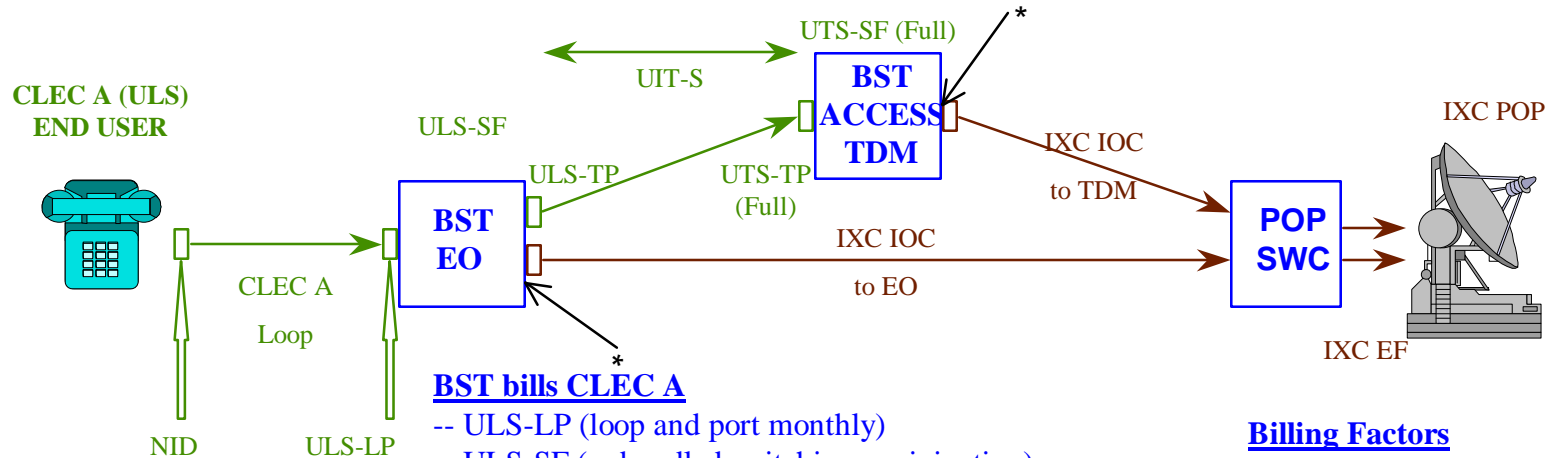 *
UTS-SF (Full)
UIT-S
BST
ACCESS
TDM
CLEC A (ULS)
END USER
IXC POP
ULS-SF
IXC IOC
to TDM
ULS-TP
UTS-TP
(Full)
BST
EO
POP
SWC
IXC IOC
to EO
CLEC A
Loop
IXC EF
*
BST bills CLEC A
-- ULS-LP (loop and port monthly)
Billing Factors
NID
ULS-LP